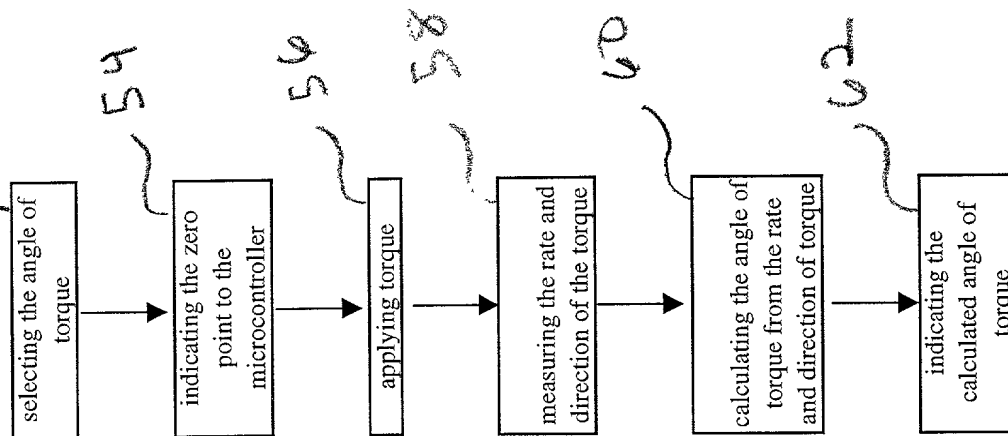 selecting the angle of
torque
54
indicating the zero
point to the
microcontroller
56
applying torque
58
measuring the rate and
direction of the torque
60
calculating the angle of
torque from the rate
and direction of torque
62
indicating the
calculated angle of
torque